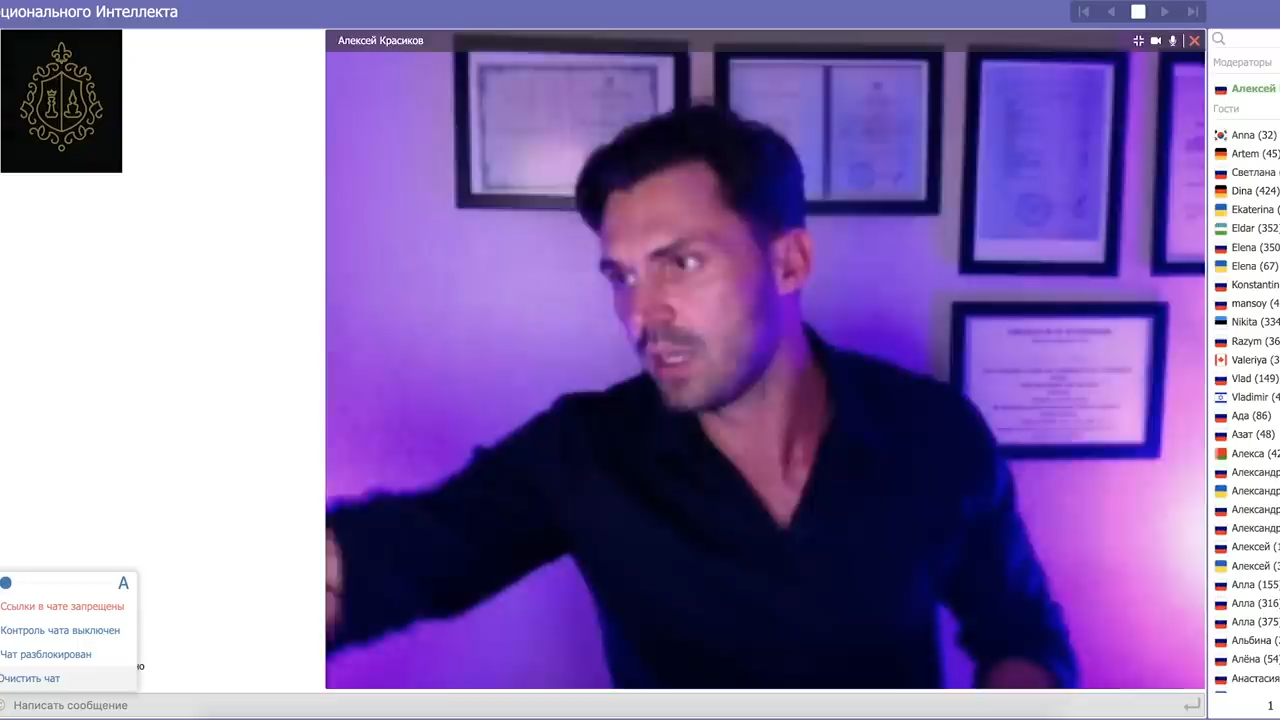 ционального Интеллекта
Алексей Красиков
Модераторы
Алексей
Гости
Anna (32)
Artem (45)
Светлана (
Dina (424)
Ekaterina (
Eldar (352)
Elena (350
Elena (67)
Konstantin
mansoy (4
Nikita (334
Razym (36
Valeriya (3
Vlad (149)
Vladimir (4
Ада (86)
Азат (48)
Алекса (42
Александр
Александр
Александр
Александр
Алексей (1
Алексей (3
Алла (155)
Алла (316)
Алла (375)
Альбина (2
Алёна (54)
Анастасия
1
A
Ссылки в чате запрещены
Контроль чата выключен
Чат разблокирован
но
Очистить чат
Написать сообщение